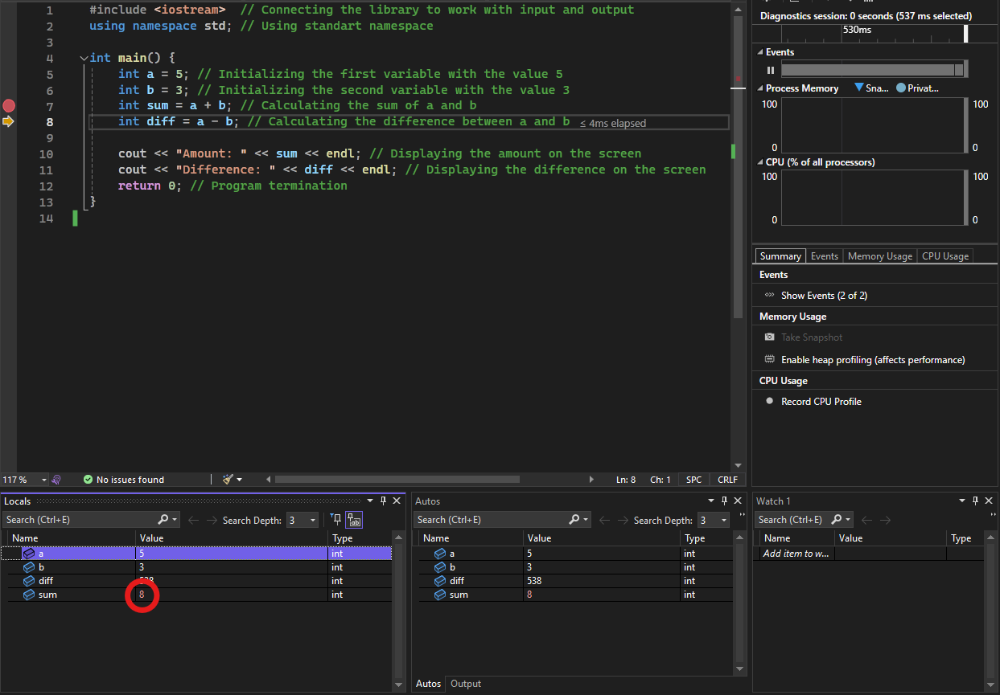 1 #include <iostream> // Connecting the library to work with input and output
2 using namespace std; // Using standart namespace
3
4 int main() {
5 int a = 5; // Initializing the first variable with the value 5
6 int b = 3; // Initializing the second variable with the value 3
7 int sum = a + b; // Calculating the sum of a and b
8 int diff = a - b; // Calculating the difference between a and b ≤ 4ms elapsed
9
10 cout << "Amount: " << sum << endl; // Displaying the amount on the screen
11 cout << "Difference: " << diff << endl; // Displaying the difference on the screen
12 return 0; // Program termination
13 }
14
117 % No issues found Ln: 8 Ch: 1 SPC CRLF
Diagnostics session: 0 seconds (537 ms selected)
530ms
Events
Process Memory Sna... Privat...
100 100
0 0
CPU (% of all processors)
100 100
0 0
Summary Events Memory Usage CPU Usage
Events
Show Events (2 of 2)
Memory Usage
Take Snapshot
Enable heap profiling (affects performance)
CPU Usage
Record CPU Profile
Locals
Search (Ctrl+E) Search Depth: 3
Name Value Type
a 5 int
b 3 int
diff 538 int
sum 8 int
Autos
Search (Ctrl+E) Search Depth: 3
Name Value Type
a 5 int
b 3 int
diff 538 int
sum 8 int
Autos Output
Watch 1
Search (Ctrl+E)
Name Value Type
Add item to w...